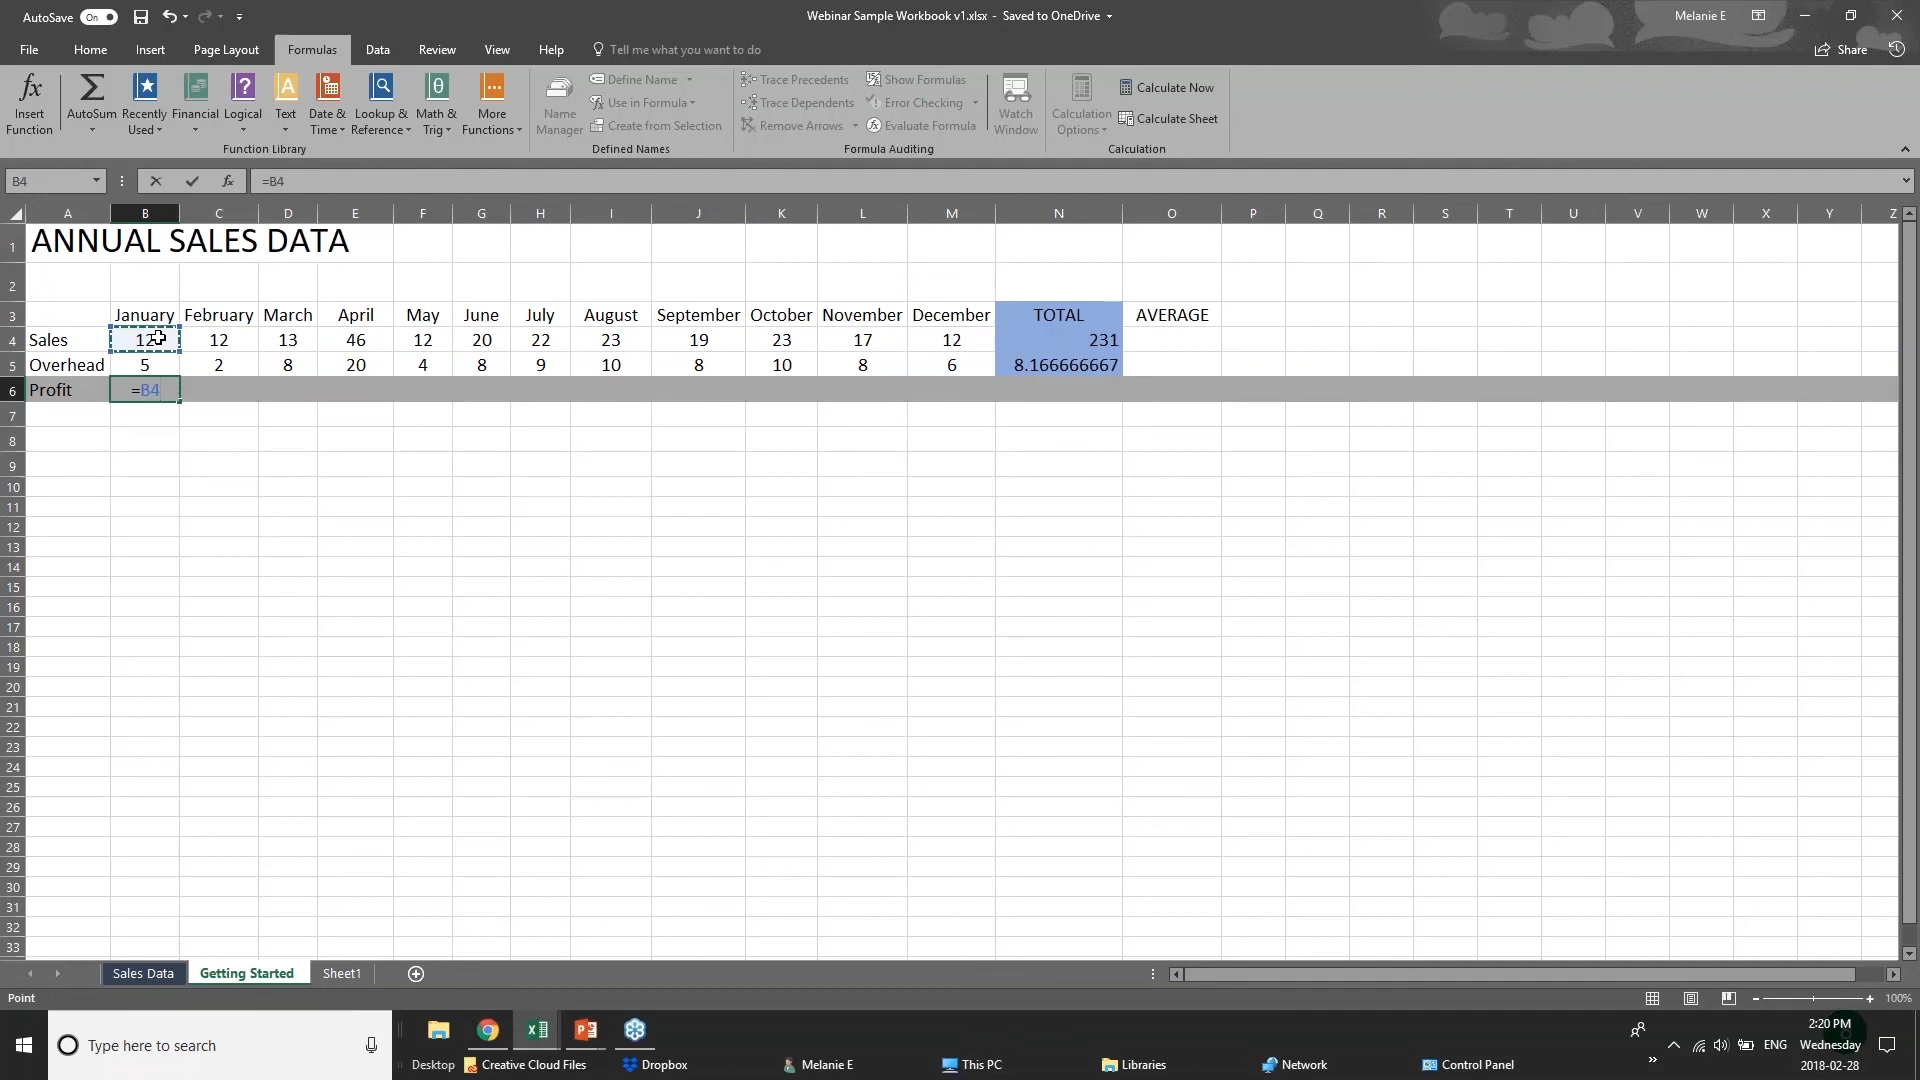 AutoSave On Webinar Sample Workbook v1.xlsx - Saved to OneDrive Melanie E
File Home Insert Page Layout Formulas Data Review View Help Tell me what you want to do Share
fx Insert Function AutoSum Recently Used Financial Logical Text Date & Time Lookup & Reference Math & Trig More Functions
Function Library
Name Manager Define Name Use in Formula Create from Selection
Defined Names
Trace Precedents Trace Dependents Remove Arrows Show Formulas Error Checking Evaluate Formula
Formula Auditing
Watch Window Calculation Options Calculate Now Calculate Sheet
Calculation
B4 fx =B4
A B C D E F G H I J K L M N O P Q R S T U V W X Y Z
1 ANNUAL SALES DATA
2
3 January February March April May June July August September October November December TOTAL AVERAGE
4 Sales 12 12 13 46 12 20 22 23 19 23 17 12 231
5 Overhead 5 2 8 20 4 8 9 10 8 10 8 6 8.166666667
6 Profit =B4
7
8
9
10
11
12
13
14
15
16
17
18
19
20
21
22
23
24
25
26
27
28
29
30
31
32
33
Sales Data Getting Started Sheet1
Point 100%
Type here to search
Desktop Creative Cloud Files Dropbox Melanie E This PC Libraries Network Control Panel
ENG
2:20 PM
Wednesday
2018-02-28